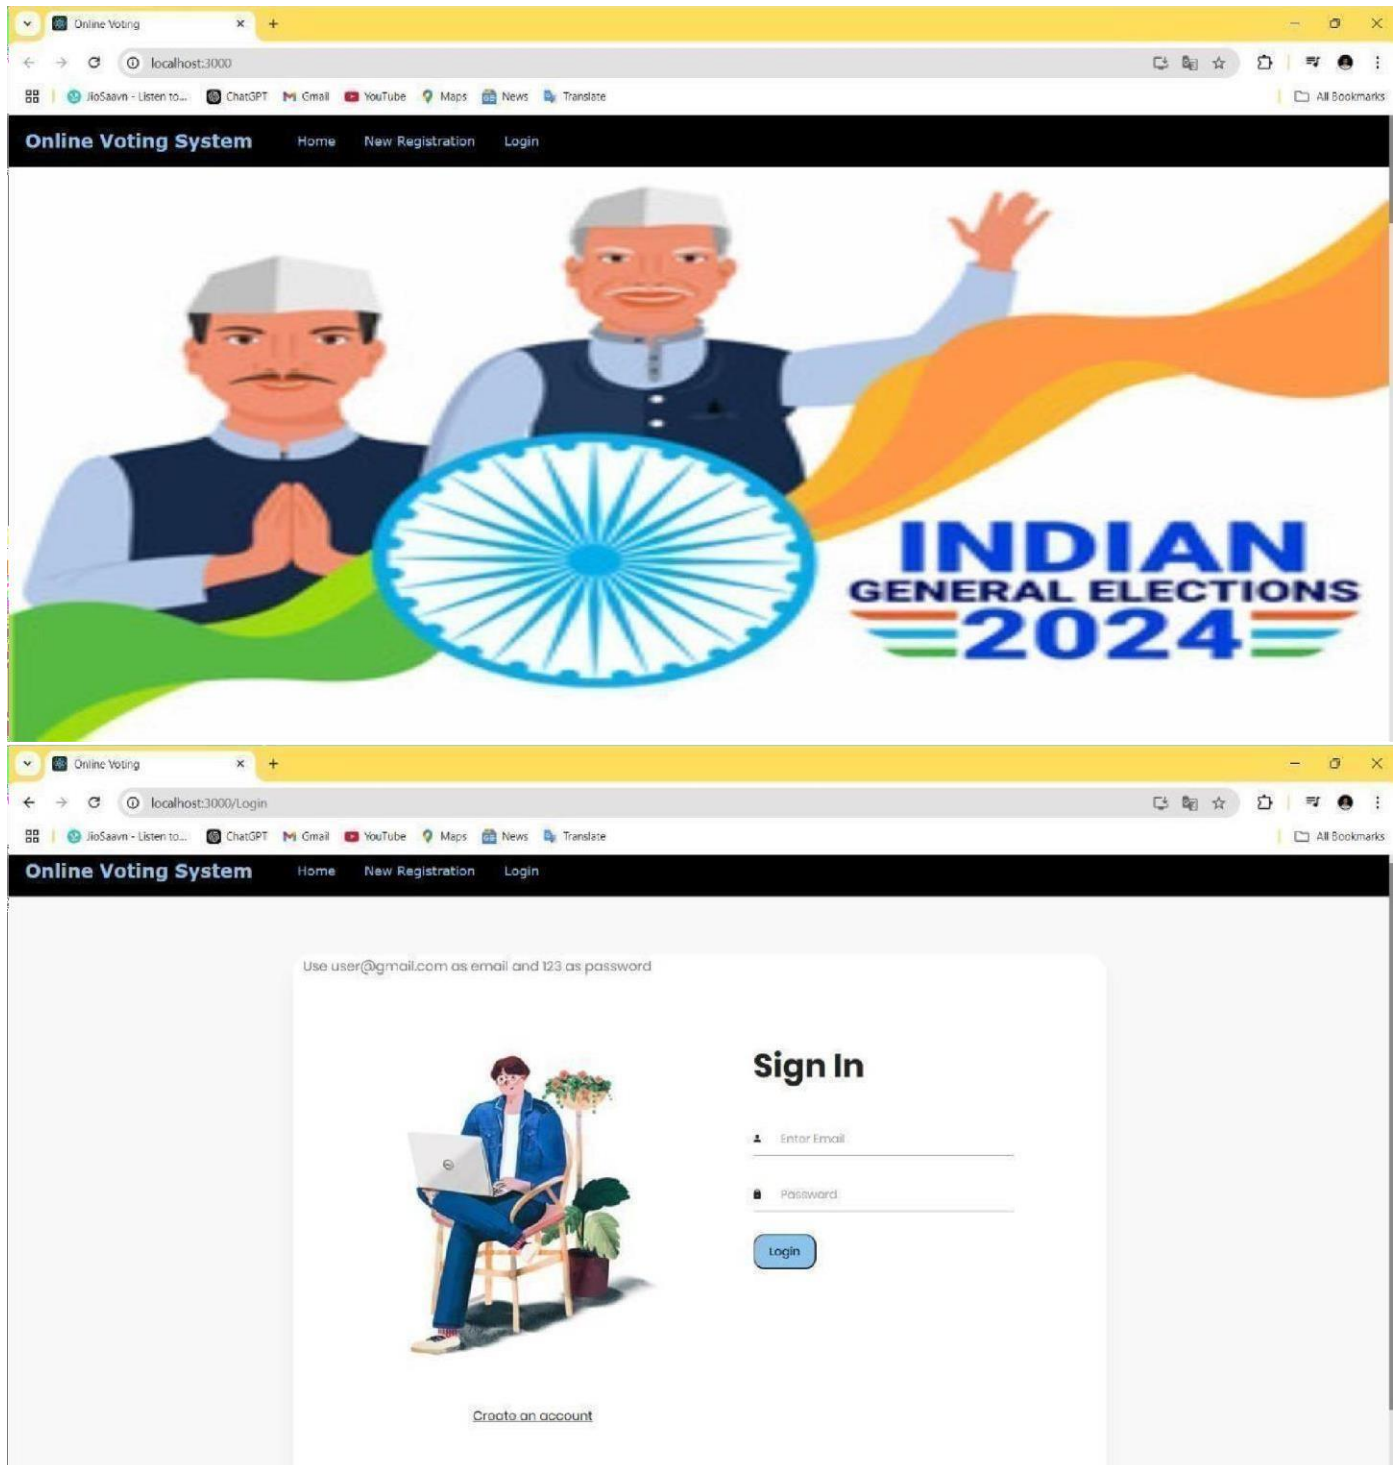 Online Voting
localhost:3000
JioSaavn - Listen to... ChatGPT Gmail YouTube Maps News Translate All Bookmarks
Online Voting System Home New Registration Login
INDIAN
GENERAL ELECTIONS
2024
Online Voting
localhost:3000/Login
JioSaavn - Listen to... ChatGPT Gmail YouTube Maps News Translate All Bookmarks
Online Voting System Home New Registration Login
Use user@gmail.com as email and 123 as password
Sign In
Enter Email
Password
Login
Create an account